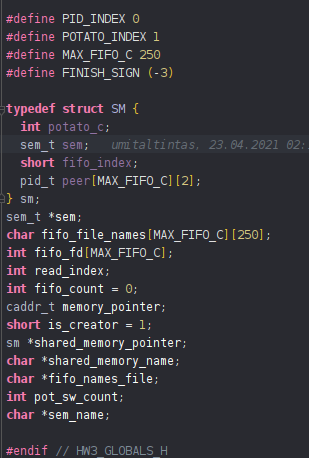 #define PID_INDEX 0
#define POTATO_INDEX 1
#define MAX_FIFO_C 250
#define FINISH_SIGN (-3)
typedef struct SM {
int potato_c;
sem_t sem; umitaltintas, 23.04.2021 02:
short fifo_index;
pid_t peer[MAX_FIFO_C][2];
} sm;
sem_t *sem;
char fifo_file_names[MAX_FIFO_C][250];
int fifo_fd[MAX_FIFO_C];
int read_index;
int fifo_count = 0;
caddr_t memory_pointer;
short is_creator = 1;
sm *shared_memory_pointer;
char *shared_memory_name;
char *fifo_names_file;
int pot_sw_count;
char *sem_name;
#endif // HW3_GLOBALS_H